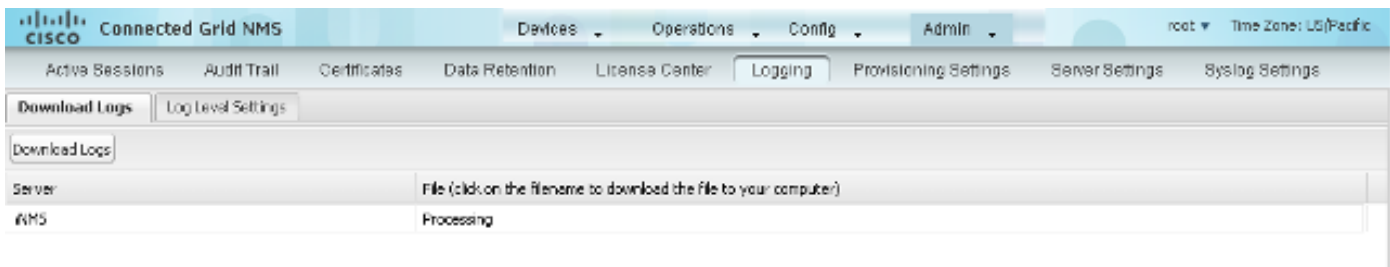 CISCO Connected Grid NMS Devices Operations Config Admin root Time Zone: US/Pacific
Active Sessions Audit Trail Certificates Data Retention License Center Logging Provisioning Settings Server Settings Syslog Settings
Download Logs Log Level Settings
Download Logs
Server File (click on the filename to download the file to your computer)
Processing